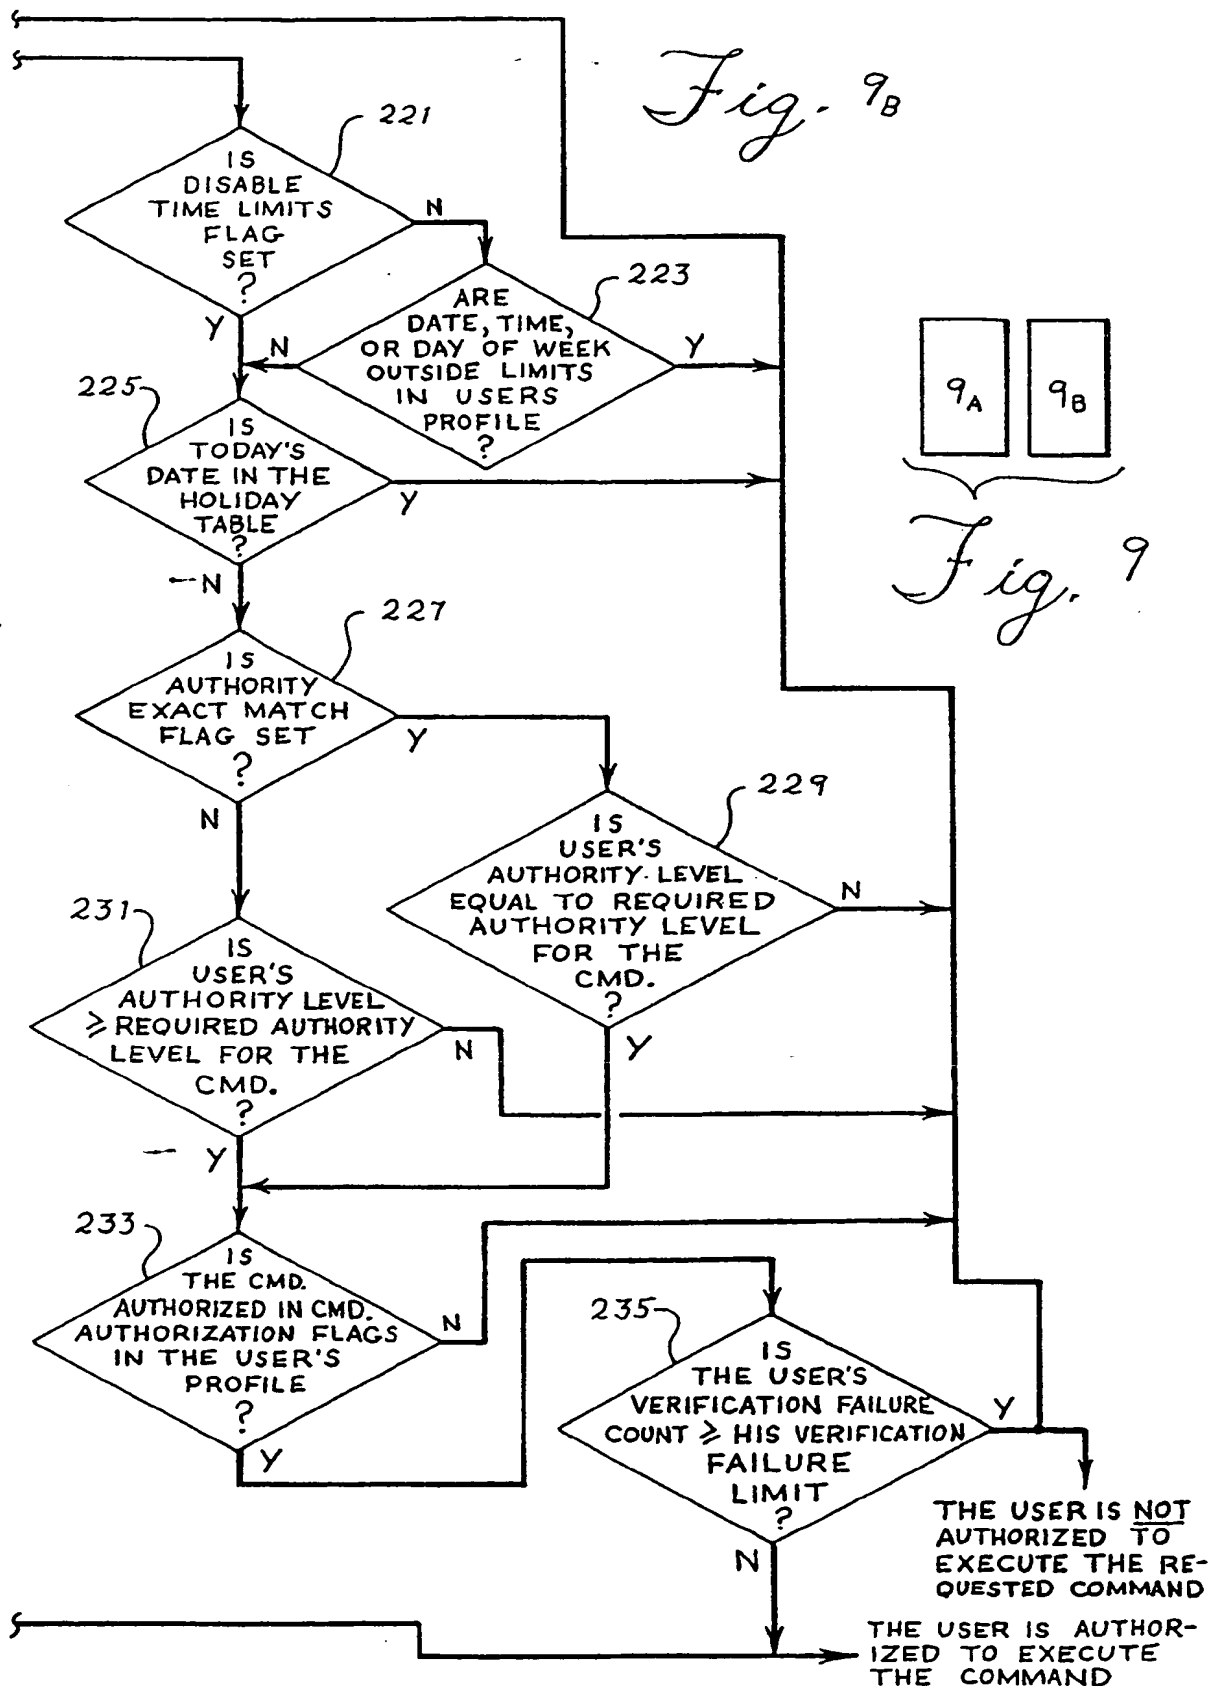 Fig. 9B
221
IS
DISABLE
TIME LIMITS
FLAG
SET
?
N
Y
223
ARE
DATE, TIME,
OR DAY OF WEEK
OUTSIDE LIMITS
IN USERS
PROFILE
?
N
Y
225
IS
TODAY'S
DATE IN THE
HOLIDAY
TABLE
?
Y
N
9A
9B
Fig. 9
227
IS
AUTHORITY
EXACT MATCH
FLAG SET
?
Y
N
229
IS
USER'S
AUTHORITY LEVEL
EQUAL TO REQUIRED
AUTHORITY LEVEL
FOR THE
CMD.
?
N
Y
231
IS
USER'S
AUTHORITY LEVEL
≥ REQUIRED AUTHORITY
LEVEL FOR THE
CMD.
?
N
Y
233
IS
THE CMD.
AUTHORIZED IN CMD.
AUTHORIZATION FLAGS
IN THE USER'S
PROFILE
?
N
Y
235
IS
THE USER'S
VERIFICATION FAILURE
COUNT ≥ HIS VERIFICATION
FAILURE
LIMIT
?
Y
N
THE USER IS NOT
AUTHORIZED TO
EXECUTE THE RE-
QUESTED COMMAND
THE USER IS AUTHOR-
IZED TO EXECUTE
THE COMMAND